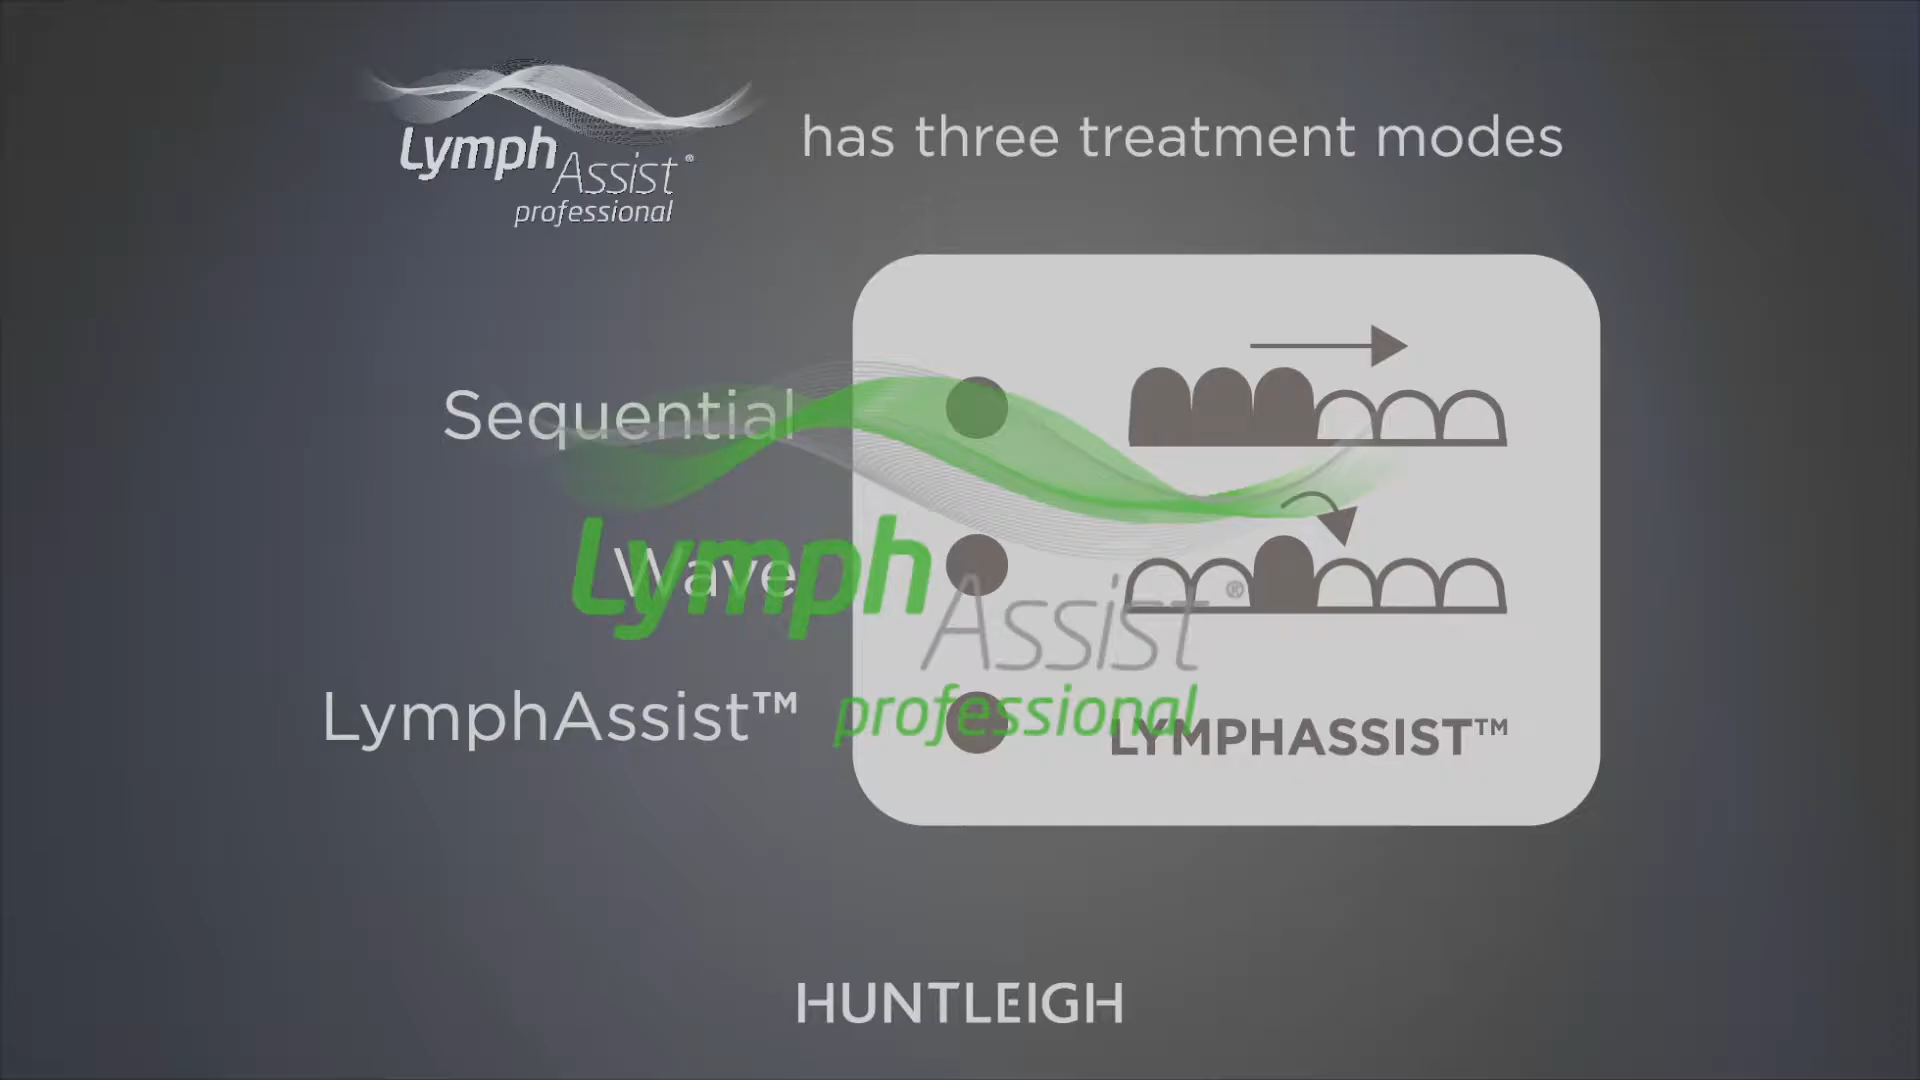 Lymph Assist®
professional
has three treatment modes
Sequential
Wave
LymphAssist™
LYMPHASSIST™
Lymph Assist®
professional
HUNTLEIGH